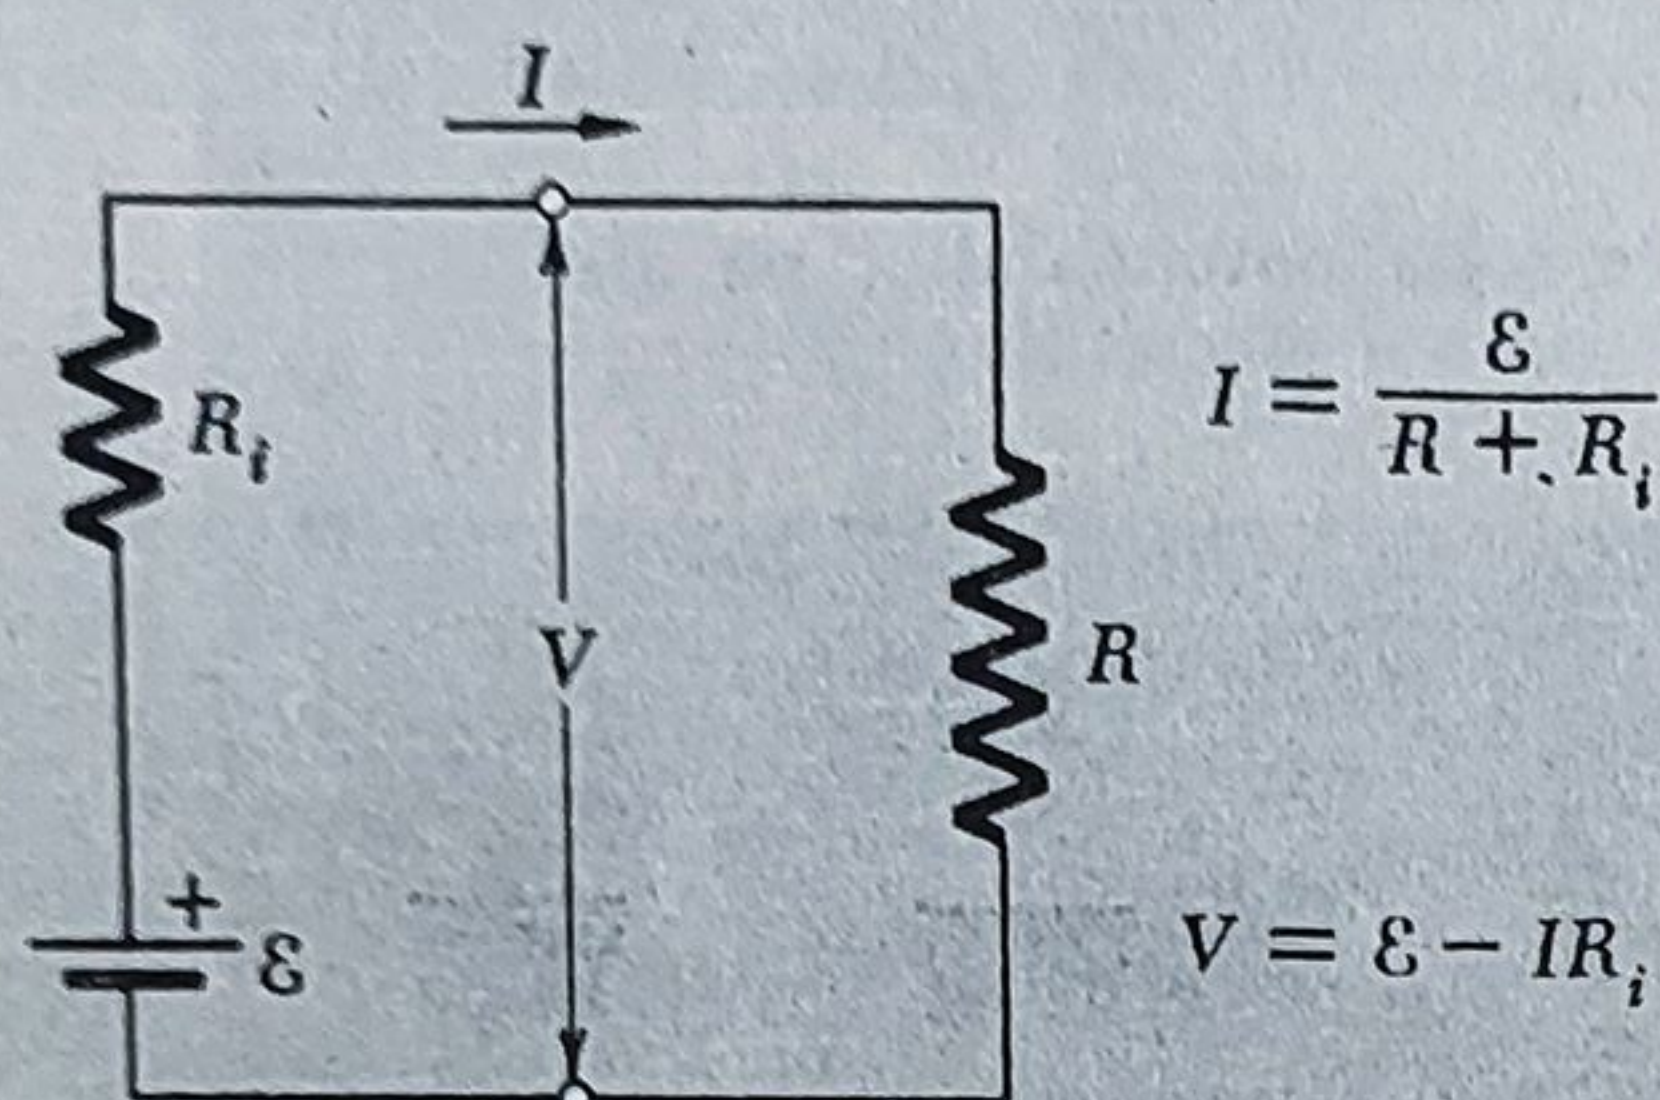 I
R_i
V
R
+
ℰ
I = ℰ / (R + R_i)
V = ℰ − IR_i